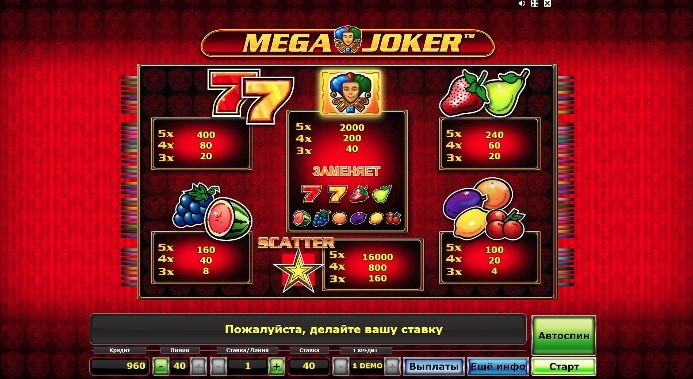 MEGA JOKER™
5x 400
4x 80
3x 20
5x 2000
4x 200
3x 40
ЗАМЕНЯЕТ
5x 240
4x 60
3x 20
5x 160
4x 40
3x 8
SCATTER
5x 16000
4x 800
3x 160
5x 100
4x 20
3x 4
Пожалуйста, делайте вашу ставку
Автоспин
Кредит Линии Ставка/Линия Ставка 1 кредит
960 - 40 + - 1 + 40 - 1 DEMO + Выплаты Ещё инфо Старт